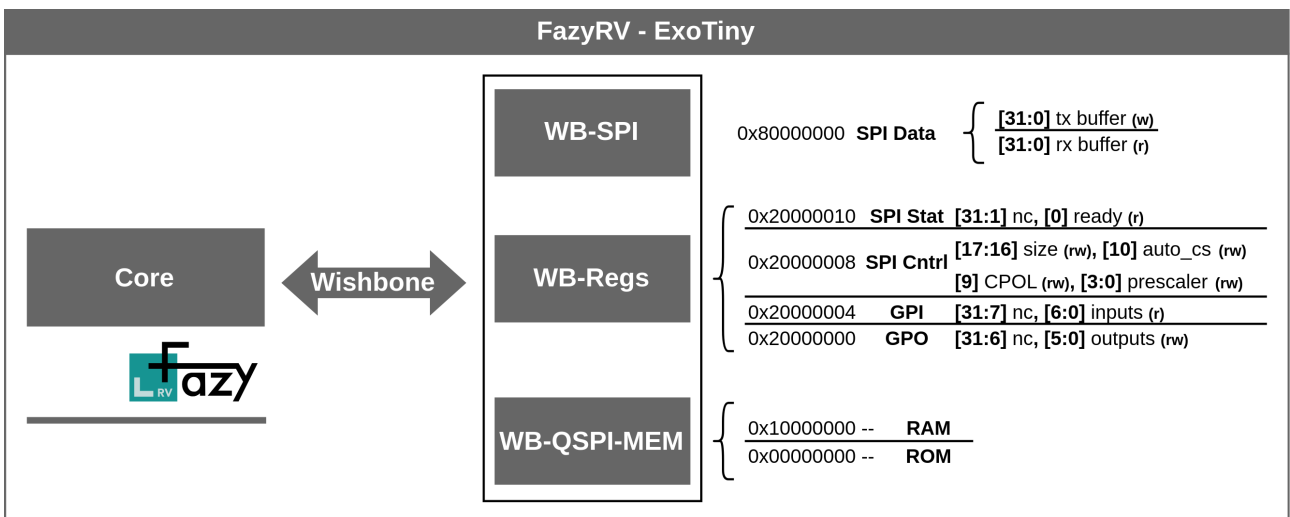 FazyRV - ExoTiny
WB-SPI
0x80000000 SPI Data
[31:0] tx buffer (w)
[31:0] rx buffer (r)
Core
Wishbone
WB-Regs
0x20000010 SPI Stat [31:1] nc, [0] ready (r)
0x20000008 SPI Cntrl
[17:16] size (rw), [10] auto_cs (rw)
[9] CPOL (rw), [3:0] prescaler (rw)
0x20000004 GPI [31:7] nc, [6:0] inputs (r)
0x20000000 GPO [31:6] nc, [5:0] outputs (rw)
fazy
RV
WB-QSPI-MEM
0x10000000 -- RAM
0x00000000 -- ROM